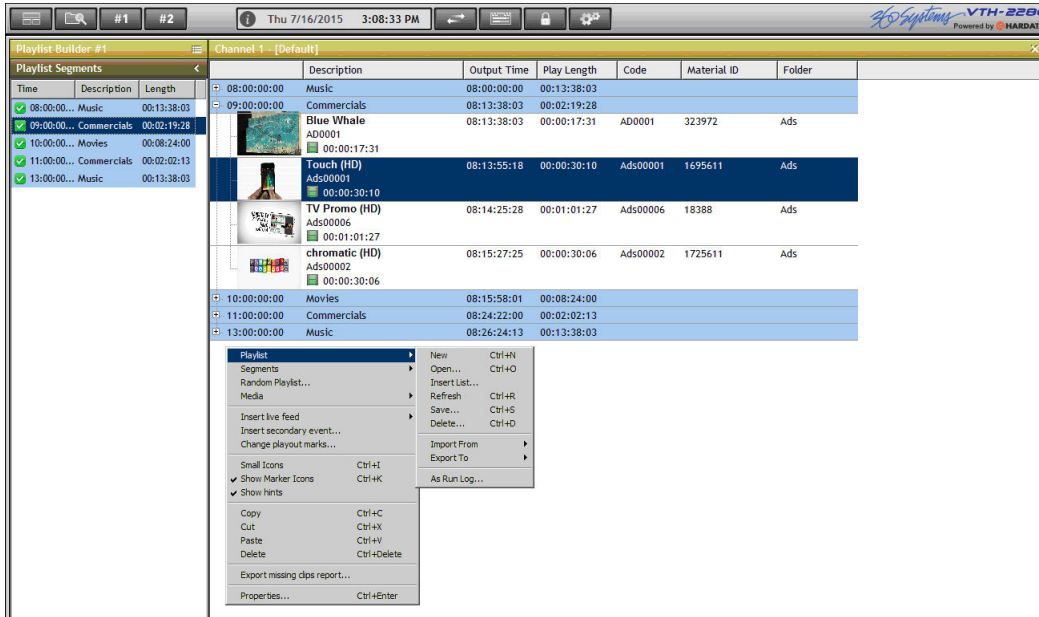 #1 #2 Thu 7/16/2015 3:08:33 PM 360 Systems VTH-228
Powered by HARDAT
Playlist Builder #1
Channel 1 - [Default]
Playlist Segments <
Time Description Length
08:00:00... Music 00:13:38:03
09:00:00... Commercials 00:02:19:28
10:00:00... Movies 00:08:24:00
11:00:00... Commercials 00:02:02:13
13:00:00... Music 00:13:38:03
Description Output Time Play Length Code Material ID Folder
08:00:00:00 Music 08:00:00:00 00:13:38:03
09:00:00:00 Commercials 08:13:38:03 00:02:19:28
Blue Whale 08:13:38:03 00:00:17:31 AD0001 323972 Ads
AD0001
00:00:17:31
Touch (HD) 08:13:55:18 00:00:30:10 Ads00001 1695611 Ads
Ads00001
00:00:30:10
TV Promo (HD) 08:14:25:28 00:01:01:27 Ads00006 18388 Ads
Ads00006
00:01:01:27
chromatic (HD) 08:15:27:25 00:00:30:06 Ads00002 1725611 Ads
Ads00002
00:00:30:06
10:00:00:00 Movies 08:15:58:01 00:08:24:00
11:00:00:00 Commercials 08:24:22:00 00:02:02:13
13:00:00:00 Music 08:26:24:13 00:13:38:03
Playlist
Segments
Random Playlist...
Media
Insert live feed
Insert secondary event...
Change playout marks...
Small Icons Ctrl+I
Show Marker Icons Ctrl+K
Show hints
Copy Ctrl+C
Cut Ctrl+X
Paste Ctrl+V
Delete Ctrl+Delete
Export missing clips report...
Properties... Ctrl+Enter
New Ctrl+N
Open... Ctrl+O
Insert List...
Refresh Ctrl+R
Save... Ctrl+S
Delete... Ctrl+D
Import From
Export To
As Run Log...